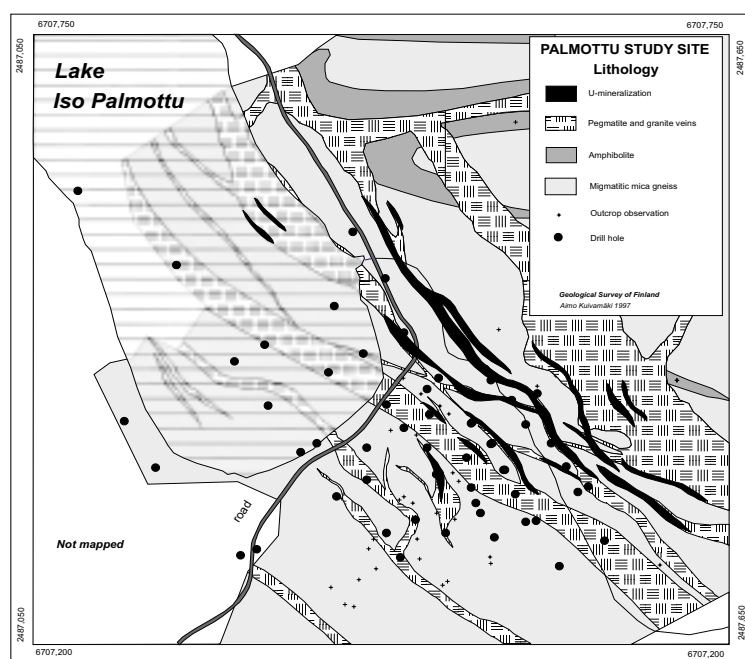 6707,750
6707,750
2487,050
2487,650
Lake
Iso Palmottu
PALMOTTU STUDY SITE
Lithology
U-mineralization
Pegmatite and granite veins
Amphibolite
Migmatitic mica gneiss
Outcrop observation
Drill hole
Geological Survey of Finland
Aimo Kuivamäki 1997
road
Not mapped
2487,050
2487,650
6707,200
6707,200